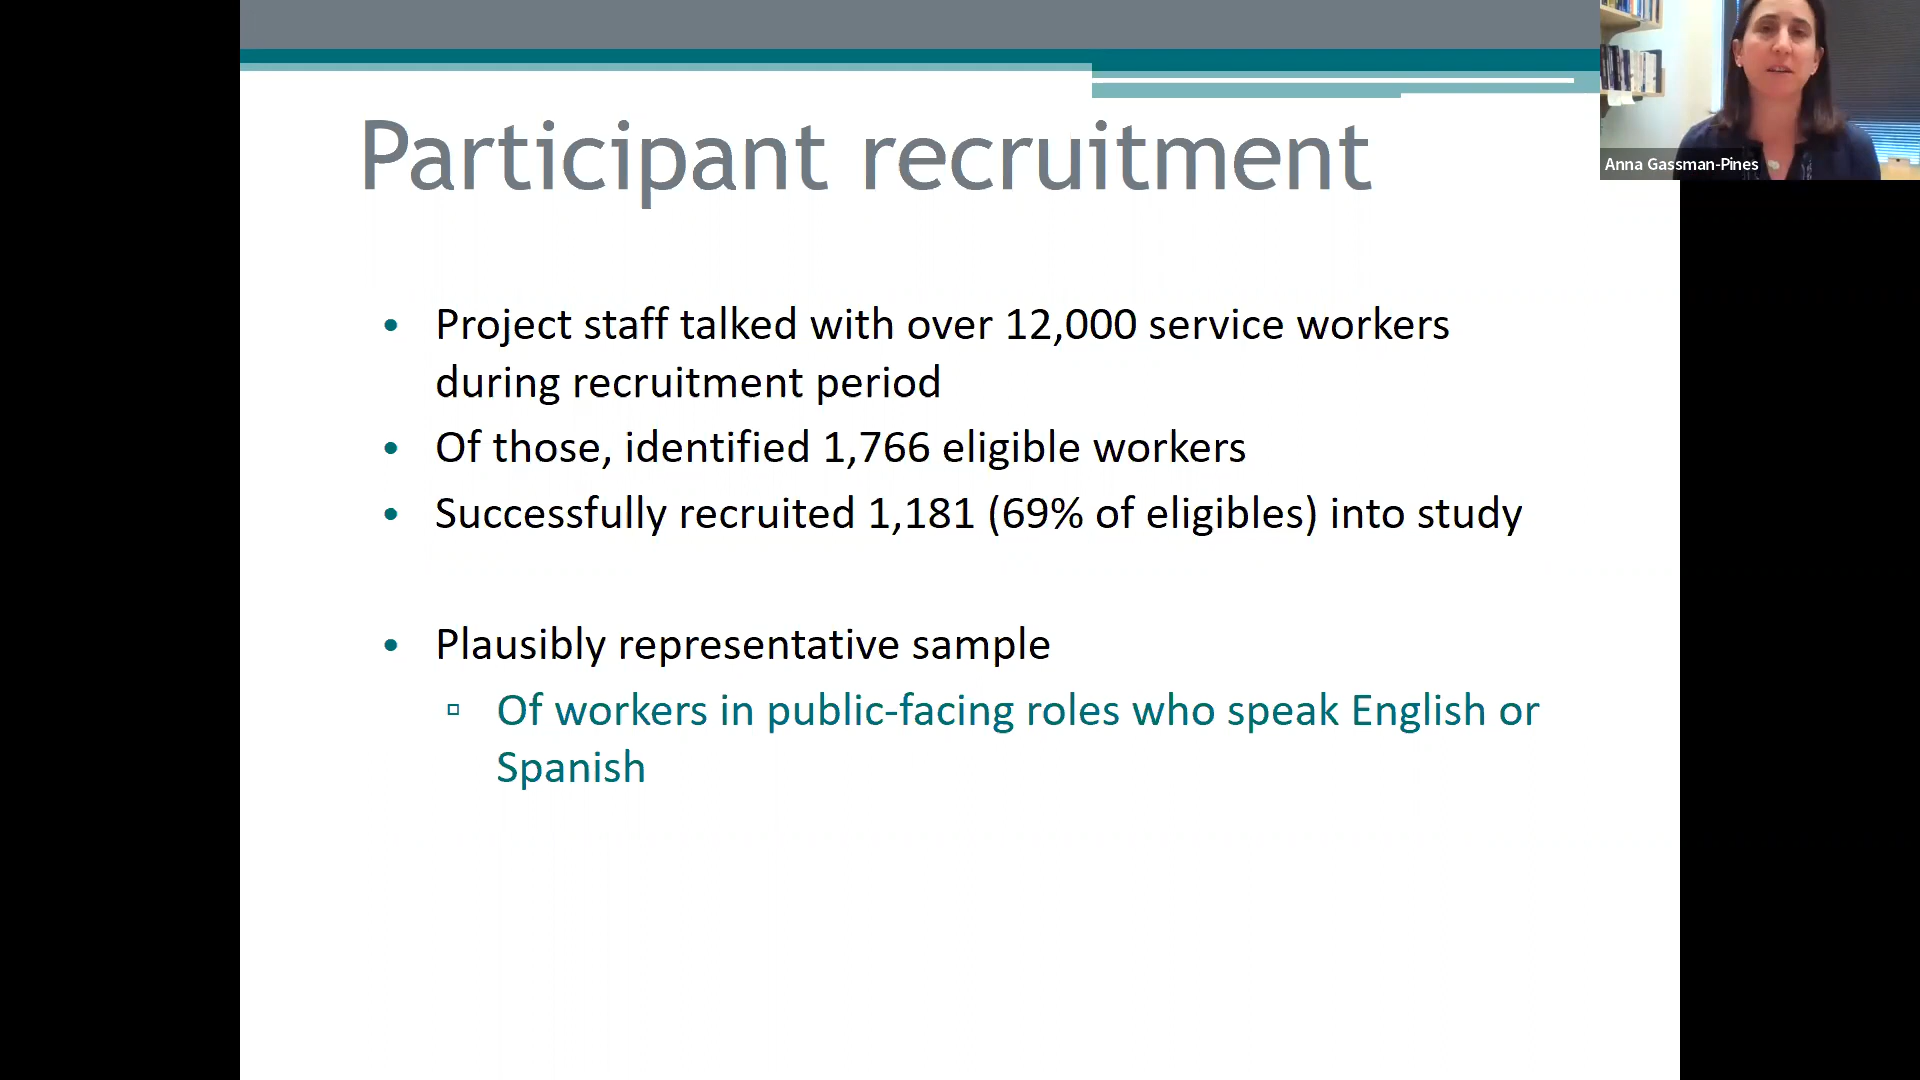 Participant recruitment
Anna Gassman-Pines
• Project staff talked with over 12,000 service workers
during recruitment period
• Of those, identified 1,766 eligible workers
• Successfully recruited 1,181 (69% of eligibles) into study
• Plausibly representative sample
▫ Of workers in public-facing roles who speak English or
Spanish